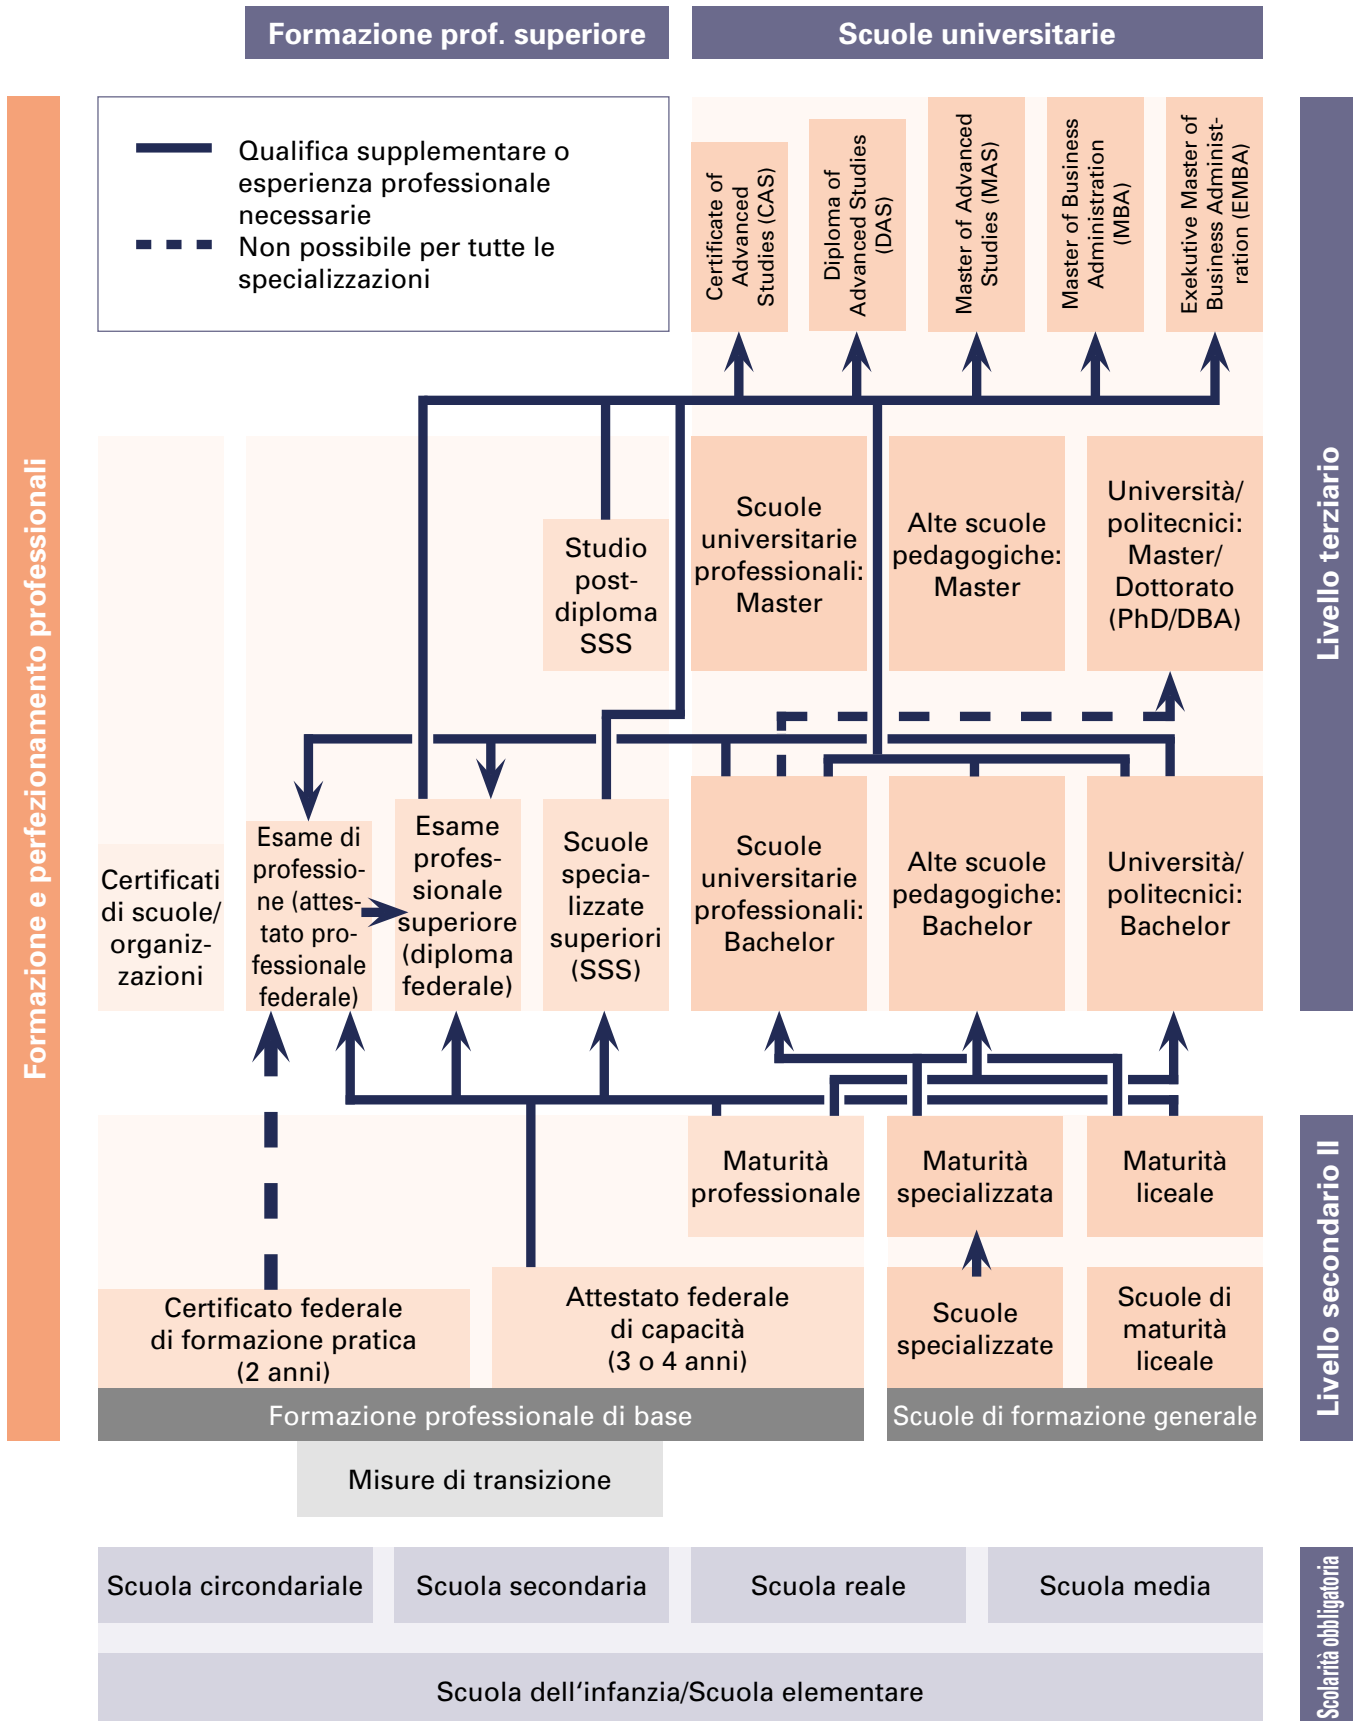 Formazione prof. superiore
Scuole universitarie
Formazione e perfezionamento professionali
Livello terziario
Livello secondario II
Scolarità obbligatoria
Qualifica supplementare o
esperienza professionale
necessarie
Non possibile per tutte le
specializzazioni
Certificate of
Advanced
Studies (CAS)
Diploma of
Advanced Studies
(DAS)
Master of Advanced
Studies (MAS)
Master of Business
Administration
(MBA)
Exekutive Master of
Business Administ-
ration (EMBA)
Studio
post-
diploma
SSS
Scuole
universitarie
professionali:
Master
Alte scuole
pedagogiche:
Master
Università/
politecnici:
Master/
Dottorato
(PhD/DBA)
Certificati
di scuole/
organiz-
zazioni
Esame di
professio-
ne (attes-
tato pro-
fessionale
federale)
Esame
profes-
sionale
superiore
(diploma
federale)
Scuole
specia-
lizzate
superiori
(SSS)
Scuole
universitarie
professionali:
Bachelor
Alte scuole
pedagogiche:
Bachelor
Università/
politecnici:
Bachelor
Maturità
professionale
Maturità
specializzata
Maturità
liceale
Certificato federale
di formazione pratica
(2 anni)
Attestato federale
di capacità
(3 o 4 anni)
Scuole
specializzate
Scuole di
maturità
liceale
Formazione professionale di base
Scuole di formazione generale
Misure di transizione
Scuola circondariale
Scuola secondaria
Scuola reale
Scuola media
Scuola dell‘infanzia/Scuola elementare